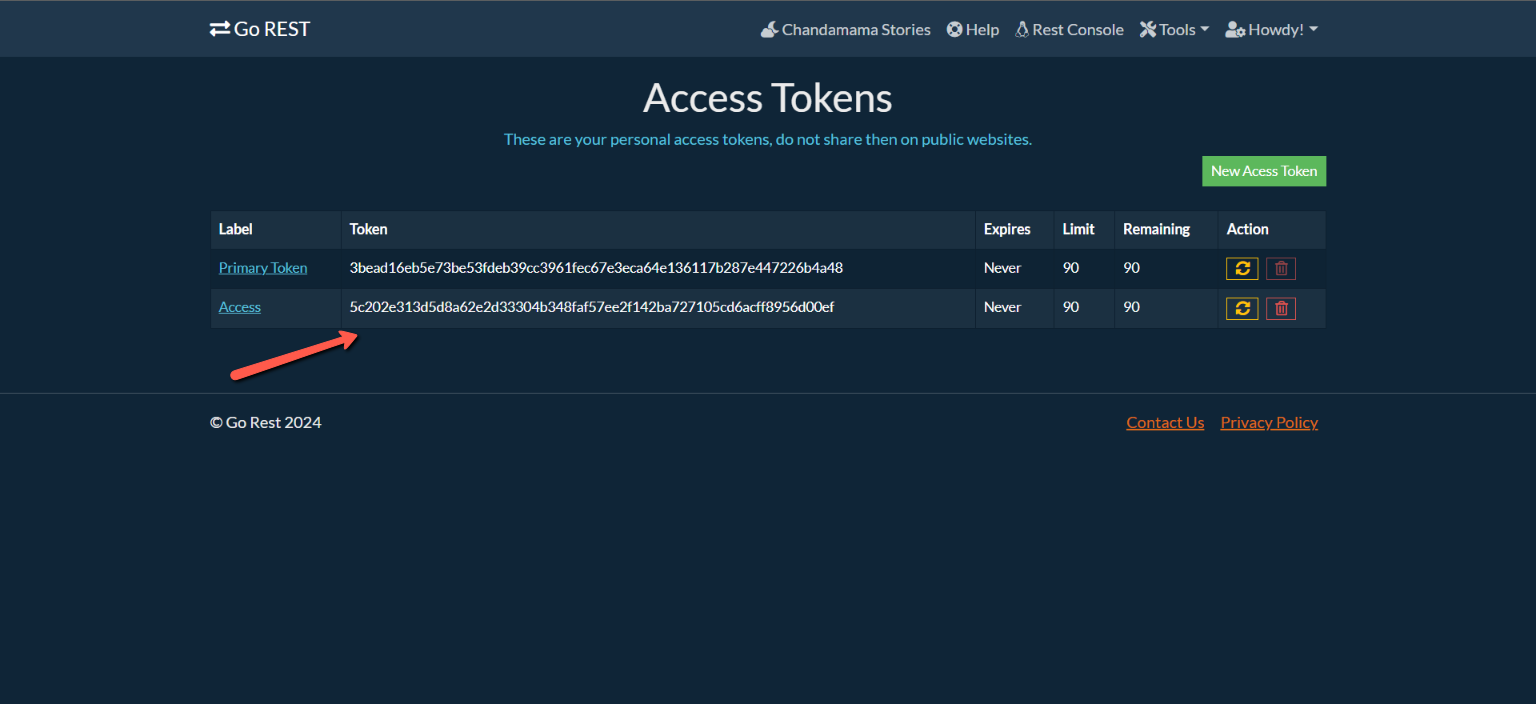 Go REST
Chandamama Stories Help Rest Console Tools Howdy!
Access Tokens
These are your personal access tokens, do not share then on public websites.
New Acess Token
Label Token Expires Limit Remaining Action
Primary Token 3bead16eb5e73be53fdeb39cc3961fec67e3eca64e136117b287e447226b4a48 Never 90 90
Access 5c202e313d5d8a62e2d33304b348faf57ee2f142ba727105cd6acff8956d00ef Never 90 90
© Go Rest 2024
Contact Us Privacy Policy